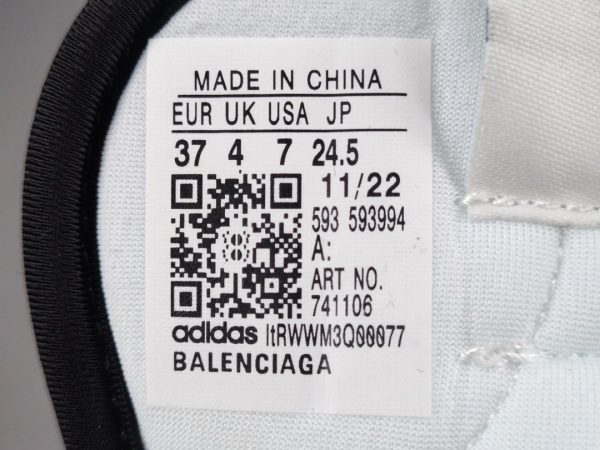 MADE IN CHINA
EUR UK USA JP
37 4 7 24.5
11/22
593 593994
A:
ART NO.
741106
adidas ltRWWM3Q00077
BALENCIAGA